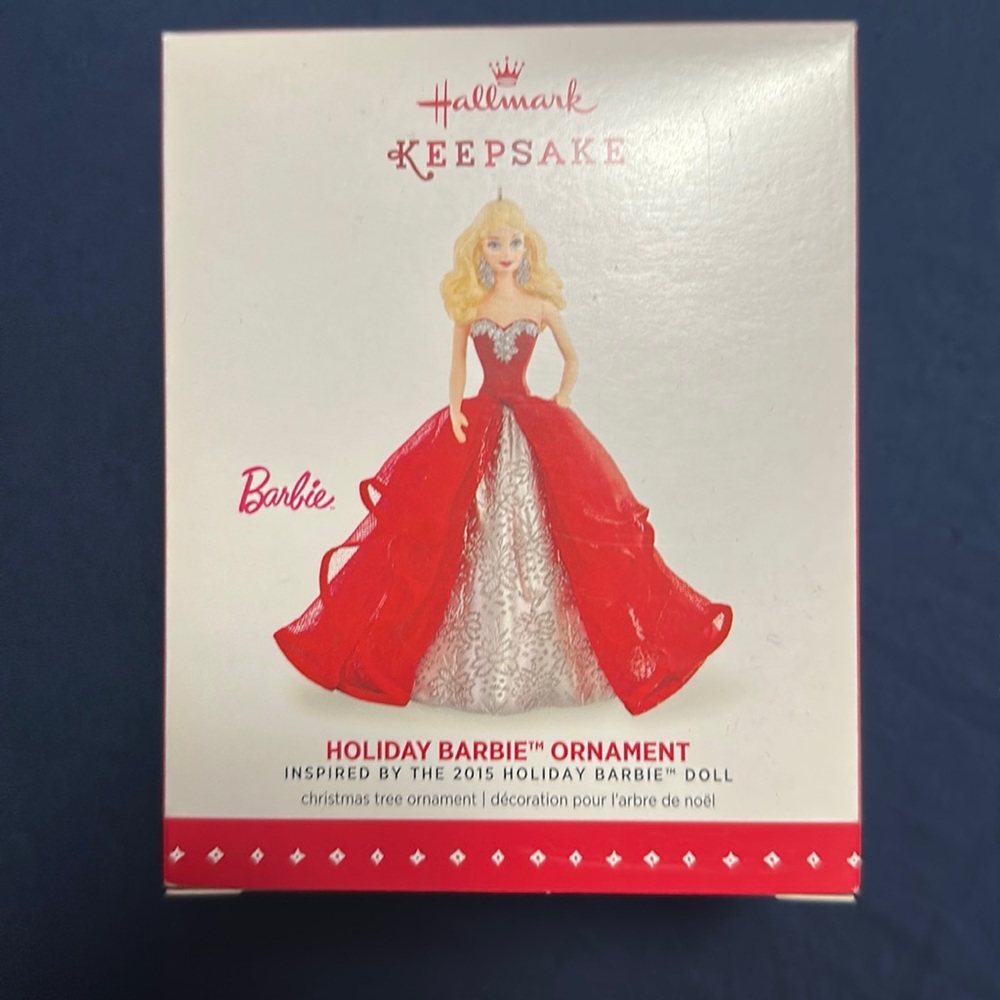 Hallmark
KEEPSAKE
Barbie™
HOLIDAY BARBIE™ ORNAMENT
INSPIRED BY THE 2015 HOLIDAY BARBIE™ DOLL
christmas tree ornament | décoration pour l'arbre de noël